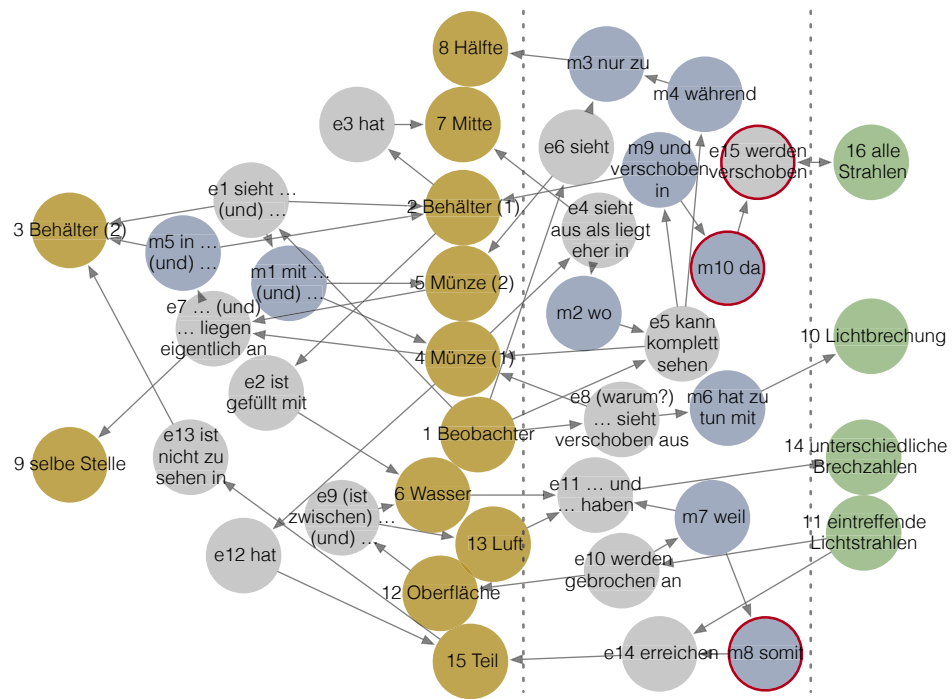 8 Hälfte
m3 nur zu
m4 während
e3 hat
7 Mitte
e6 sieht
m9 und
verschoben
in
e15 werden
verschoben
16 alle
Strahlen
e1 sieht …
(und) …
2 Behälter (1)
e4 sieht
aus als liegt
eher in
3 Behälter (2)
m5 in …
(und) …
m1 mit …
(und) …
5 Münze (2)
m10 da
m2 wo
e7 … (und)
… liegen
eigentlich an
4 Münze (1)
e5 kann
komplett
sehen
10 Lichtbrechung
e2 ist
gefüllt mit
e8 (warum?)
… sieht
verschoben aus
m6 hat zu
tun mit
1 Beobachter
e13 ist
nicht zu
sehen in
9 selbe Stelle
14 unterschiedliche
Brechzahlen
6 Wasser
e11 … und
… haben
e9 (ist
zwischen) …
(und) …
m7 weil
11 eintreffende
Lichtstrahlen
13 Luft
e12 hat
e10 werden
gebrochen an
12 Oberfläche
15 Teil
e14 erreichen
m8 somit